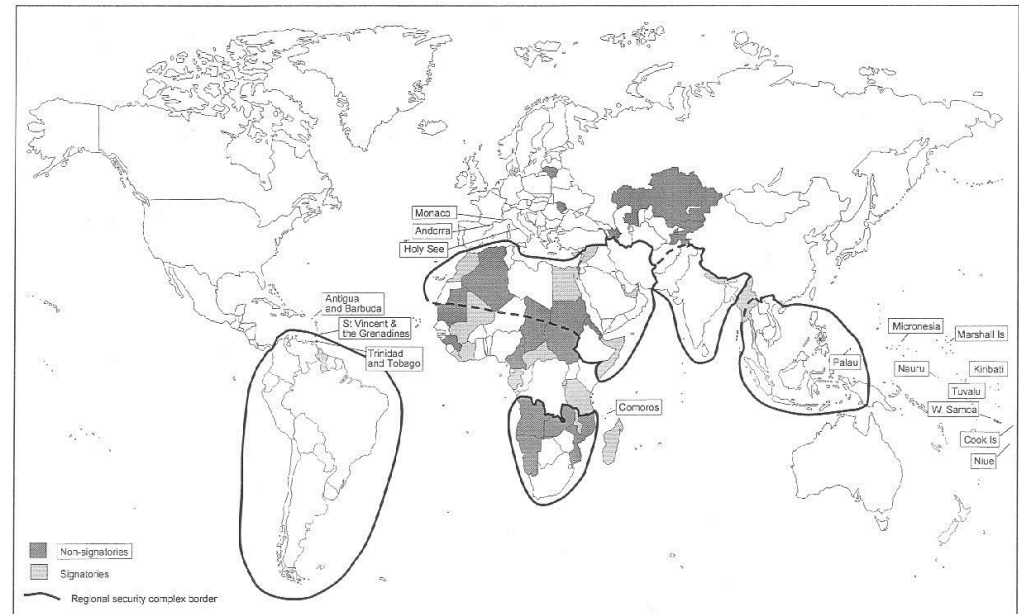 Monaco
Andorra
Holy See
Antigua
and Barbuda
St Vincent &
the Grenadines
Trinidad
and Tobago
Comoros
Micronesia
Marshall Is
Palau
Nauru
Kiribati
Tuvalu
W. Samoa
Cook Is
Niue
Non-signatories
Signatories
Regional security complex border